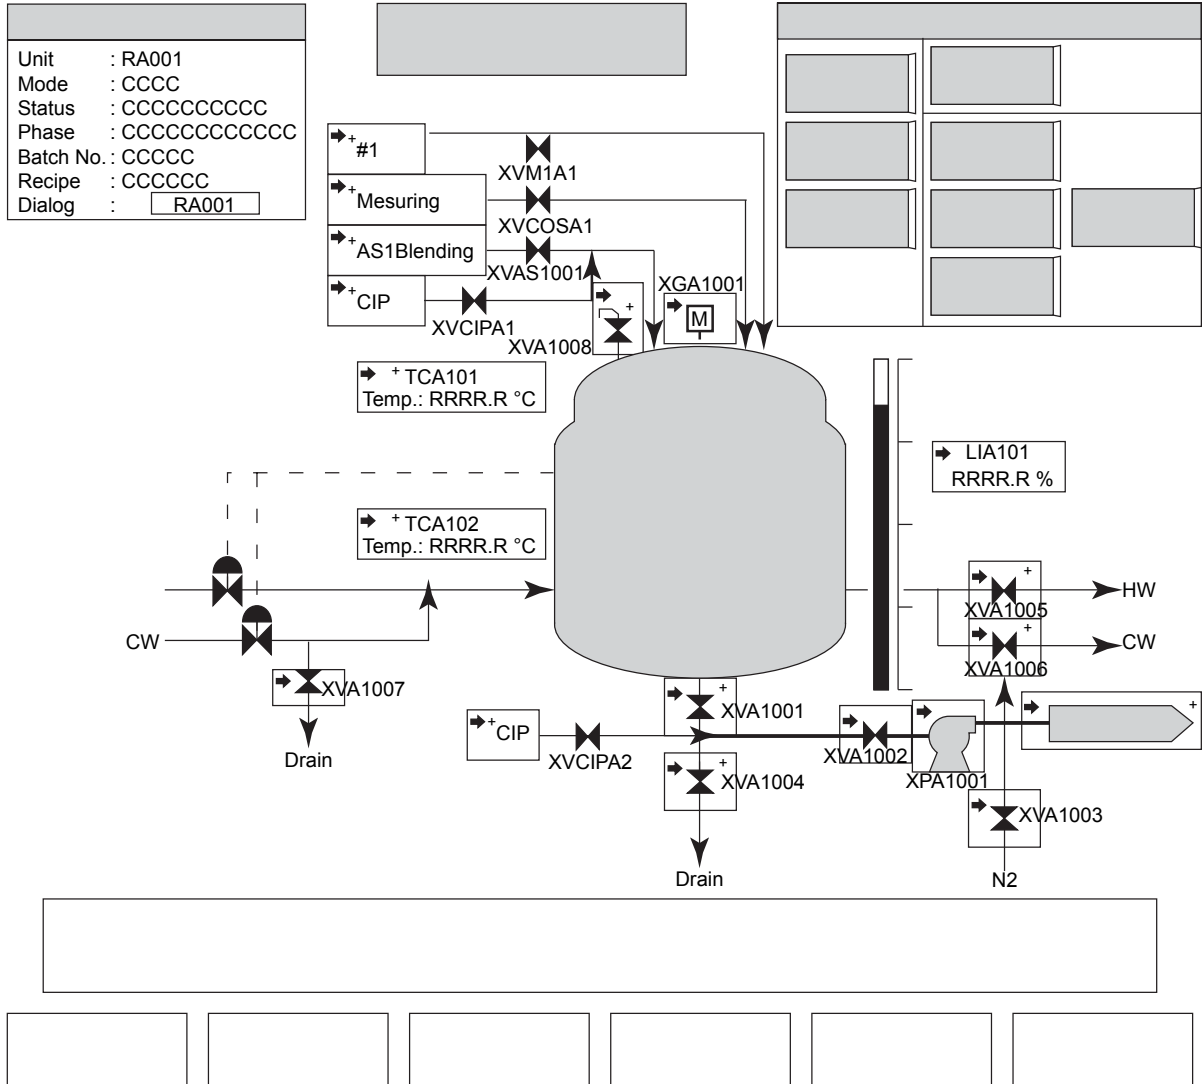 Unit : RA001
Mode : CCCC
Status : CCCCCCCCCC
Phase : CCCCCCCCCCCC
Batch No. : CCCCC
Recipe : CCCCCC
Dialog : RA001
+ #1
XVM1A1
+ Mesuring
XVCOSA1
+ AS1Blending
XVAS1001
+ CIP
XVCIPA1
+
XVA1008
XGA1001
M
+ TCA101
Temp.: RRRR.R °C
LIA101
RRRR.R %
+ TCA102
Temp.: RRRR.R °C
+
XVA1005
HW
CW
+
XVA1006
CW
XVA1007
Drain
+
XVA1001
+ CIP
XVCIPA2
+
XVA1002
XPA1001
+
+
XVA1004
Drain
XVA1003
N2